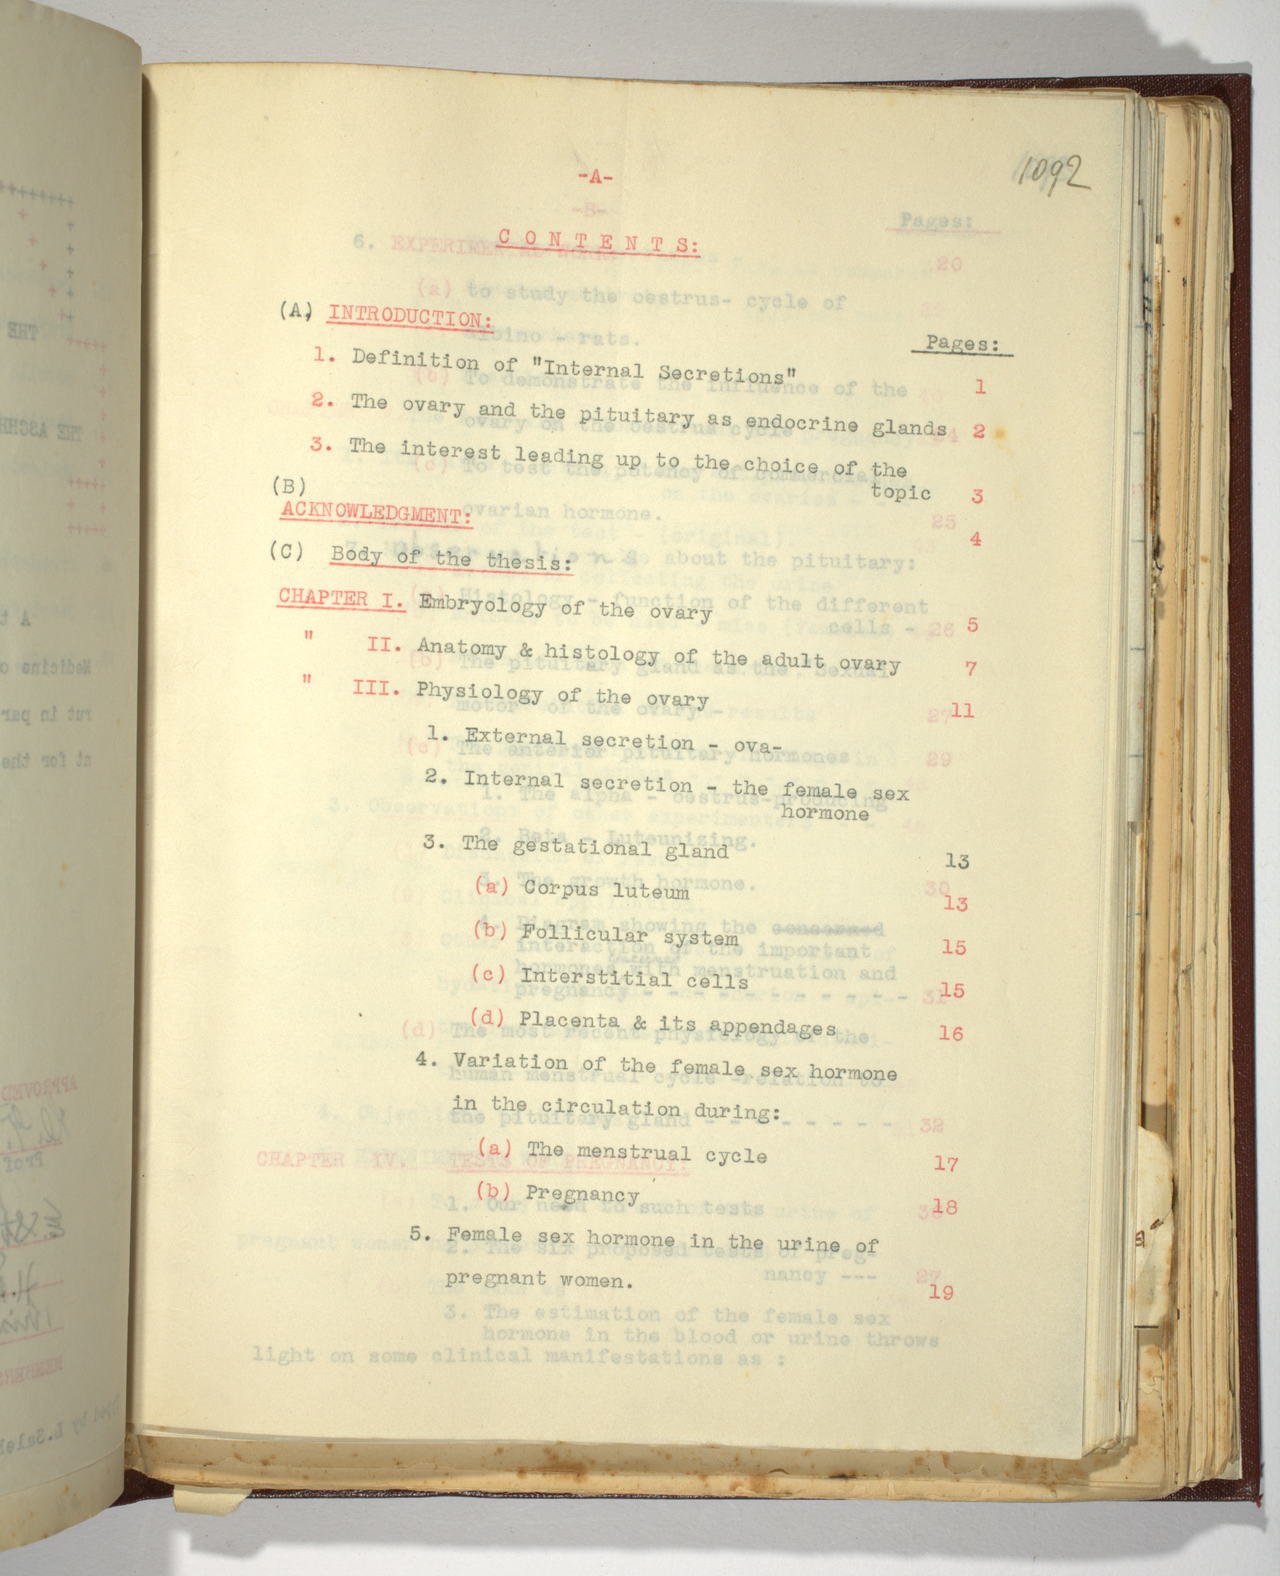 1092
-A-
C O N T E N T S:
(A) INTRODUCTION:
Pages:
1. Definition of "Internal Secretions" 1
2. The ovary and the pituitary as endocrine glands 2
3. The interest leading up to the choice of the
topic 3
(B)
ACKNOWLEDGMENT: 4
(C) Body of the thesis:
CHAPTER I. Embryology of the ovary 5
" II. Anatomy & histology of the adult ovary 7
" III. Physiology of the ovary 11
1. External secretion - ova-
2. Internal secretion - the female sex
hormone
3. The gestational gland 13
(a) Corpus luteum 13
(b) Follicular system 15
(c) Interstitial cells 15
(d) Placenta & its appendages 16
4. Variation of the female sex hormone
in the circulation during:
(a) The menstrual cycle 17
(b) Pregnancy 18
5. Female sex hormone in the urine of
pregnant women. 19